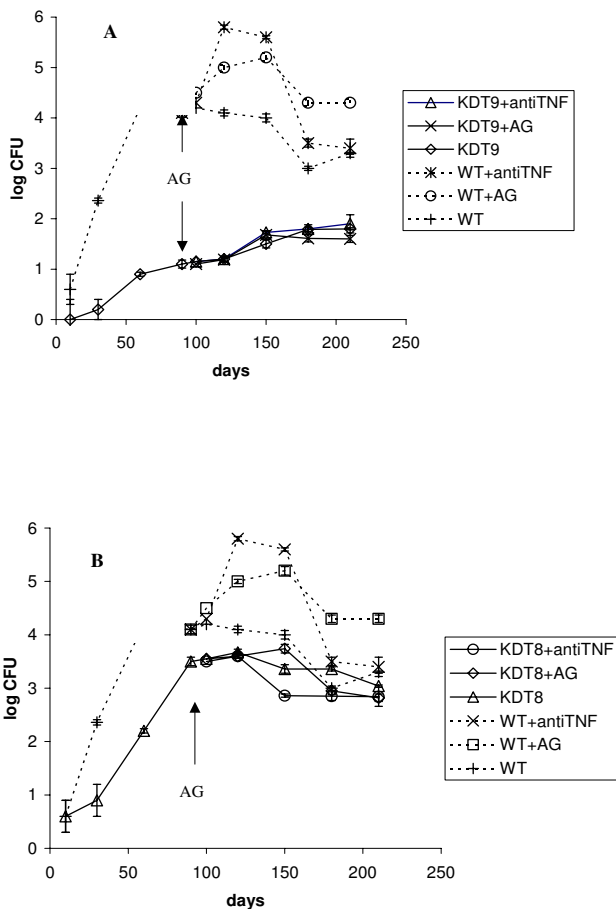 A
6
5
4
3
2
1
0
log CFU
AG
0 50 100 150 200 250
days
KDT9+antiTNF
KDT9+AG
KDT9
WT+antiTNF
WT+AG
WT
B
6
5
4
3
2
1
0
log CFU
AG
0 50 100 150 200 250
days
KDT8+antiTNF
KDT8+AG
KDT8
WT+antiTNF
WT+AG
WT